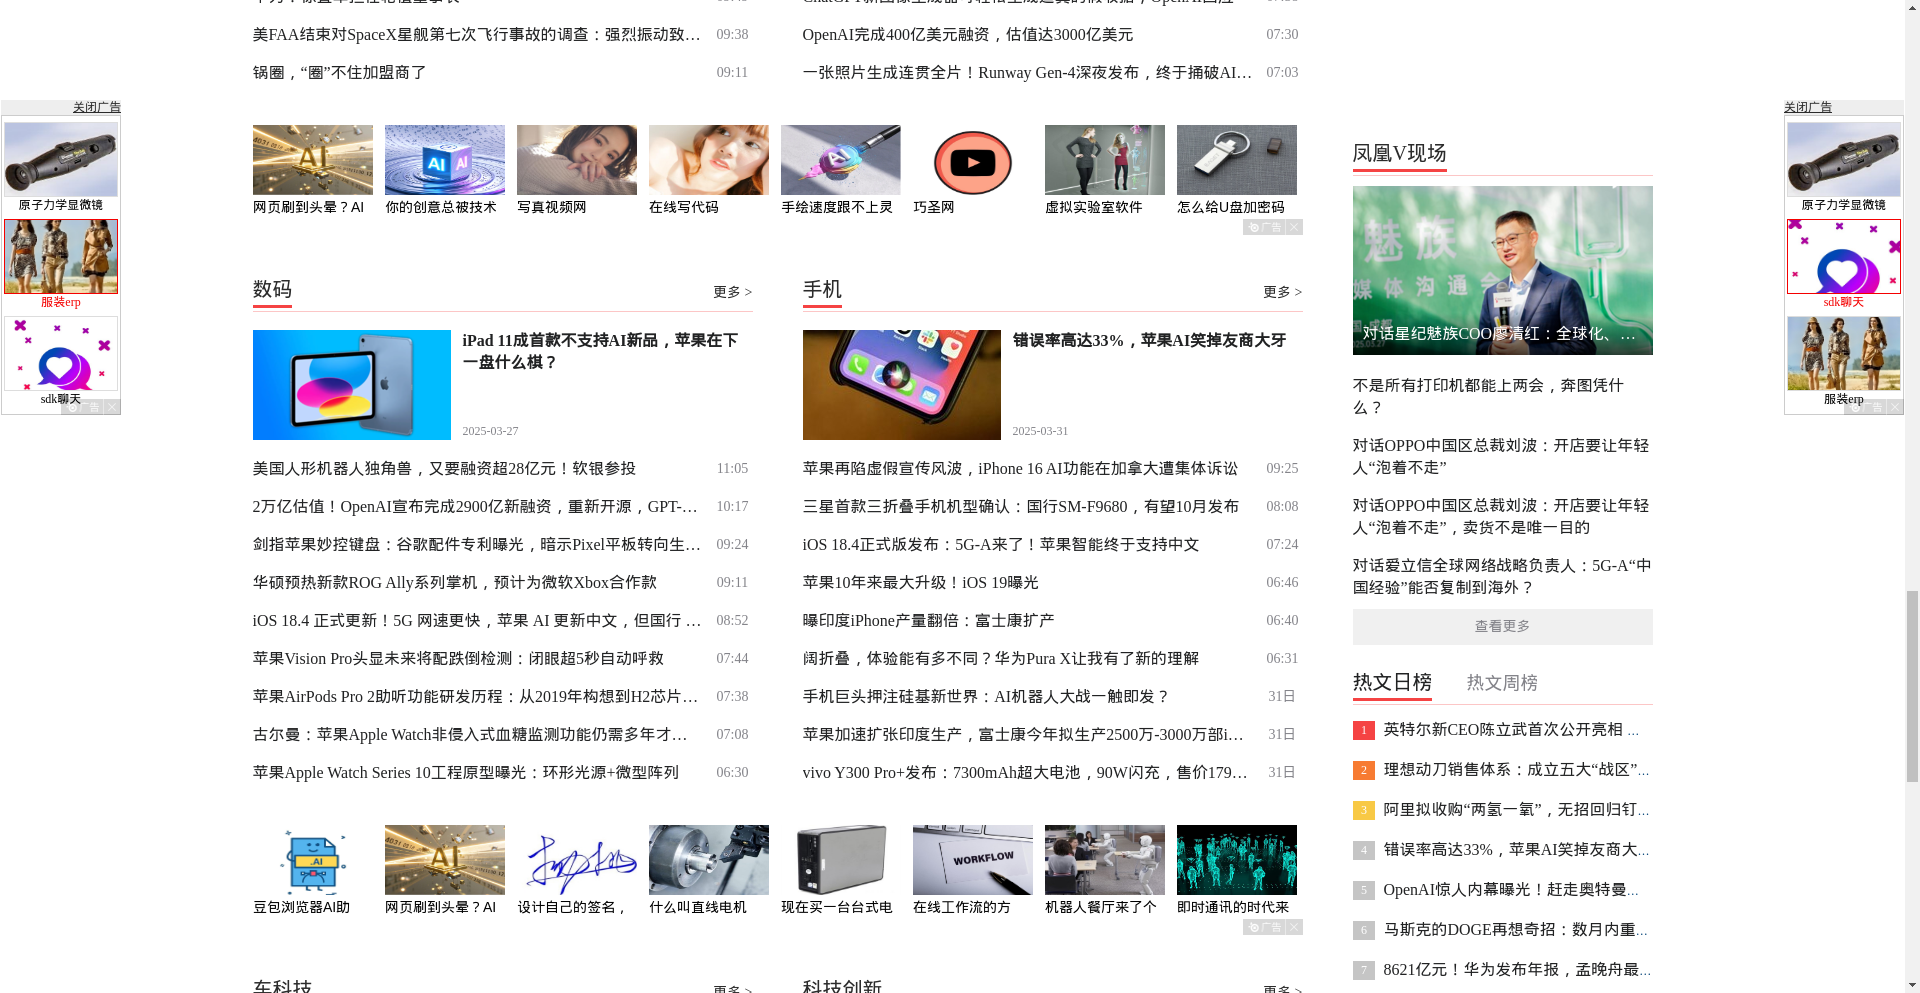 美FAA结束对SpaceX星舰第七次飞行事故的调查：强烈振动致… 09:38
锅圈，“圈”不住加盟商了 09:11
OpenAI完成400亿美元融资，估值达3000亿美元 07:30
一张照片生成连贯全片！Runway Gen-4深夜发布，终于捅破AI… 07:03
关闭广告
原子力学显微镜
服装erp
sdk聊天
广告
网页刷到头晕？AI
你的创意总被技术
写真视频网
在线写代码
手绘速度跟不上灵
巧圣网
虚拟实验室软件
怎么给U盘加密码
广告
数码
更多 >
iPad 11成首款不支持AI新品，苹果在下
一盘什么棋？
2025-03-27
美国人形机器人独角兽，又要融资超28亿元！软银参投 11:05
2万亿估值！OpenAI宣布完成2900亿新融资，重新开源，GPT-… 10:17
剑指苹果妙控键盘：谷歌配件专利曝光，暗示Pixel平板转向生… 09:24
华硕预热新款ROG Ally系列掌机，预计为微软Xbox合作款 09:11
iOS 18.4 正式更新！5G 网速更快，苹果 AI 更新中文，但国行 … 08:52
苹果Vision Pro头显未来将配跌倒检测：闭眼超5秒自动呼救 07:44
苹果AirPods Pro 2助听功能研发历程：从2019年构想到H2芯片… 07:38
古尔曼：苹果Apple Watch非侵入式血糖监测功能仍需多年才… 07:08
苹果Apple Watch Series 10工程原型曝光：环形光源+微型阵列 06:30
手机
更多 >
错误率高达33%，苹果AI笑掉友商大牙
2025-03-31
苹果再陷虚假宣传风波，iPhone 16 AI功能在加拿大遭集体诉讼 09:25
三星首款三折叠手机机型确认：国行SM-F9680，有望10月发布 08:08
iOS 18.4正式版发布：5G-A来了！苹果智能终于支持中文 07:24
苹果10年来最大升级！iOS 19曝光 06:46
曝印度iPhone产量翻倍：富士康扩产 06:40
阔折叠，体验能有多不同？华为Pura X让我有了新的理解 06:31
手机巨头押注硅基新世界：AI机器人大战一触即发？ 31日
苹果加速扩张印度生产，富士康今年拟生产2500万-3000万部i… 31日
vivo Y300 Pro+发布：7300mAh超大电池，90W闪充，售价179… 31日
.AI
WORKFLOW
豆包浏览器AI助
网页刷到头晕？AI
设计自己的签名，
什么叫直线电机
现在买一台台式电
在线工作流的方
机器人餐厅来了个
即时通讯的时代来
广告
车科技
更多 >
科技创新
更多 >
凤凰V现场
魅族
媒体沟通会
对话星纪魅族COO廖清红：全球化、…
不是所有打印机都能上两会，奔图凭什
么？
对话OPPO中国区总裁刘波：开店要让年轻
人“泡着不走”
对话OPPO中国区总裁刘波：开店要让年轻
人“泡着不走”，卖货不是唯一目的
对话爱立信全球网络战略负责人：5G-A“中
国经验”能否复制到海外？
查看更多
热文日榜
热文周榜
1 英特尔新CEO陈立武首次公开亮相 …
2 理想动刀销售体系：成立五大“战区”…
3 阿里拟收购“两氢一氧”，无招回归钉…
4 错误率高达33%，苹果AI笑掉友商大…
5 OpenAI惊人内幕曝光！赶走奥特曼…
6 马斯克的DOGE再想奇招：数月内重…
7 8621亿元！华为发布年报，孟晚舟最…
关闭广告
原子力学显微镜
sdk聊天
服装erp
广告